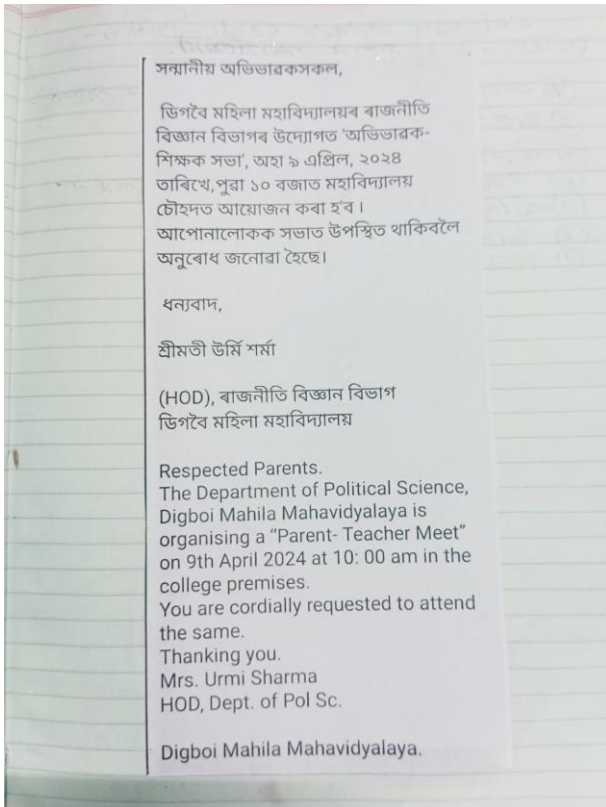 সন্মানীয় অভিভাৱকসকল,
ডিগবৈ মহিলা মহাবিদ্যালয়ৰ ৰাজনীতি
বিজ্ঞান বিভাগৰ উদ্যোগত 'অভিভাৱক-
শিক্ষক সভা', অহা ৯ এপ্ৰিল, ২০২৪
তাৰিখে,পুৱা ১০ বজাত মহাবিদ্যালয়
চৌহদত আয়োজন কৰা হ'ব ।
আপোনালোকক সভাত উপস্থিত থাকিবলৈ
অনুৰোধ জনোৱা হৈছে।
ধন্যবাদ,
শ্ৰীমতী উৰ্মি শৰ্মা
(HOD), ৰাজনীতি বিজ্ঞান বিভাগ
ডিগবৈ মহিলা মহাবিদ্যালয়
Respected Parents.
The Department of Political Science,
Digboi Mahila Mahavidyalaya is
organising a “Parent- Teacher Meet”
on 9th April 2024 at 10: 00 am in the
college premises.
You are cordially requested to attend
the same.
Thanking you.
Mrs. Urmi Sharma
HOD, Dept. of Pol Sc.
Digboi Mahila Mahavidyalaya.